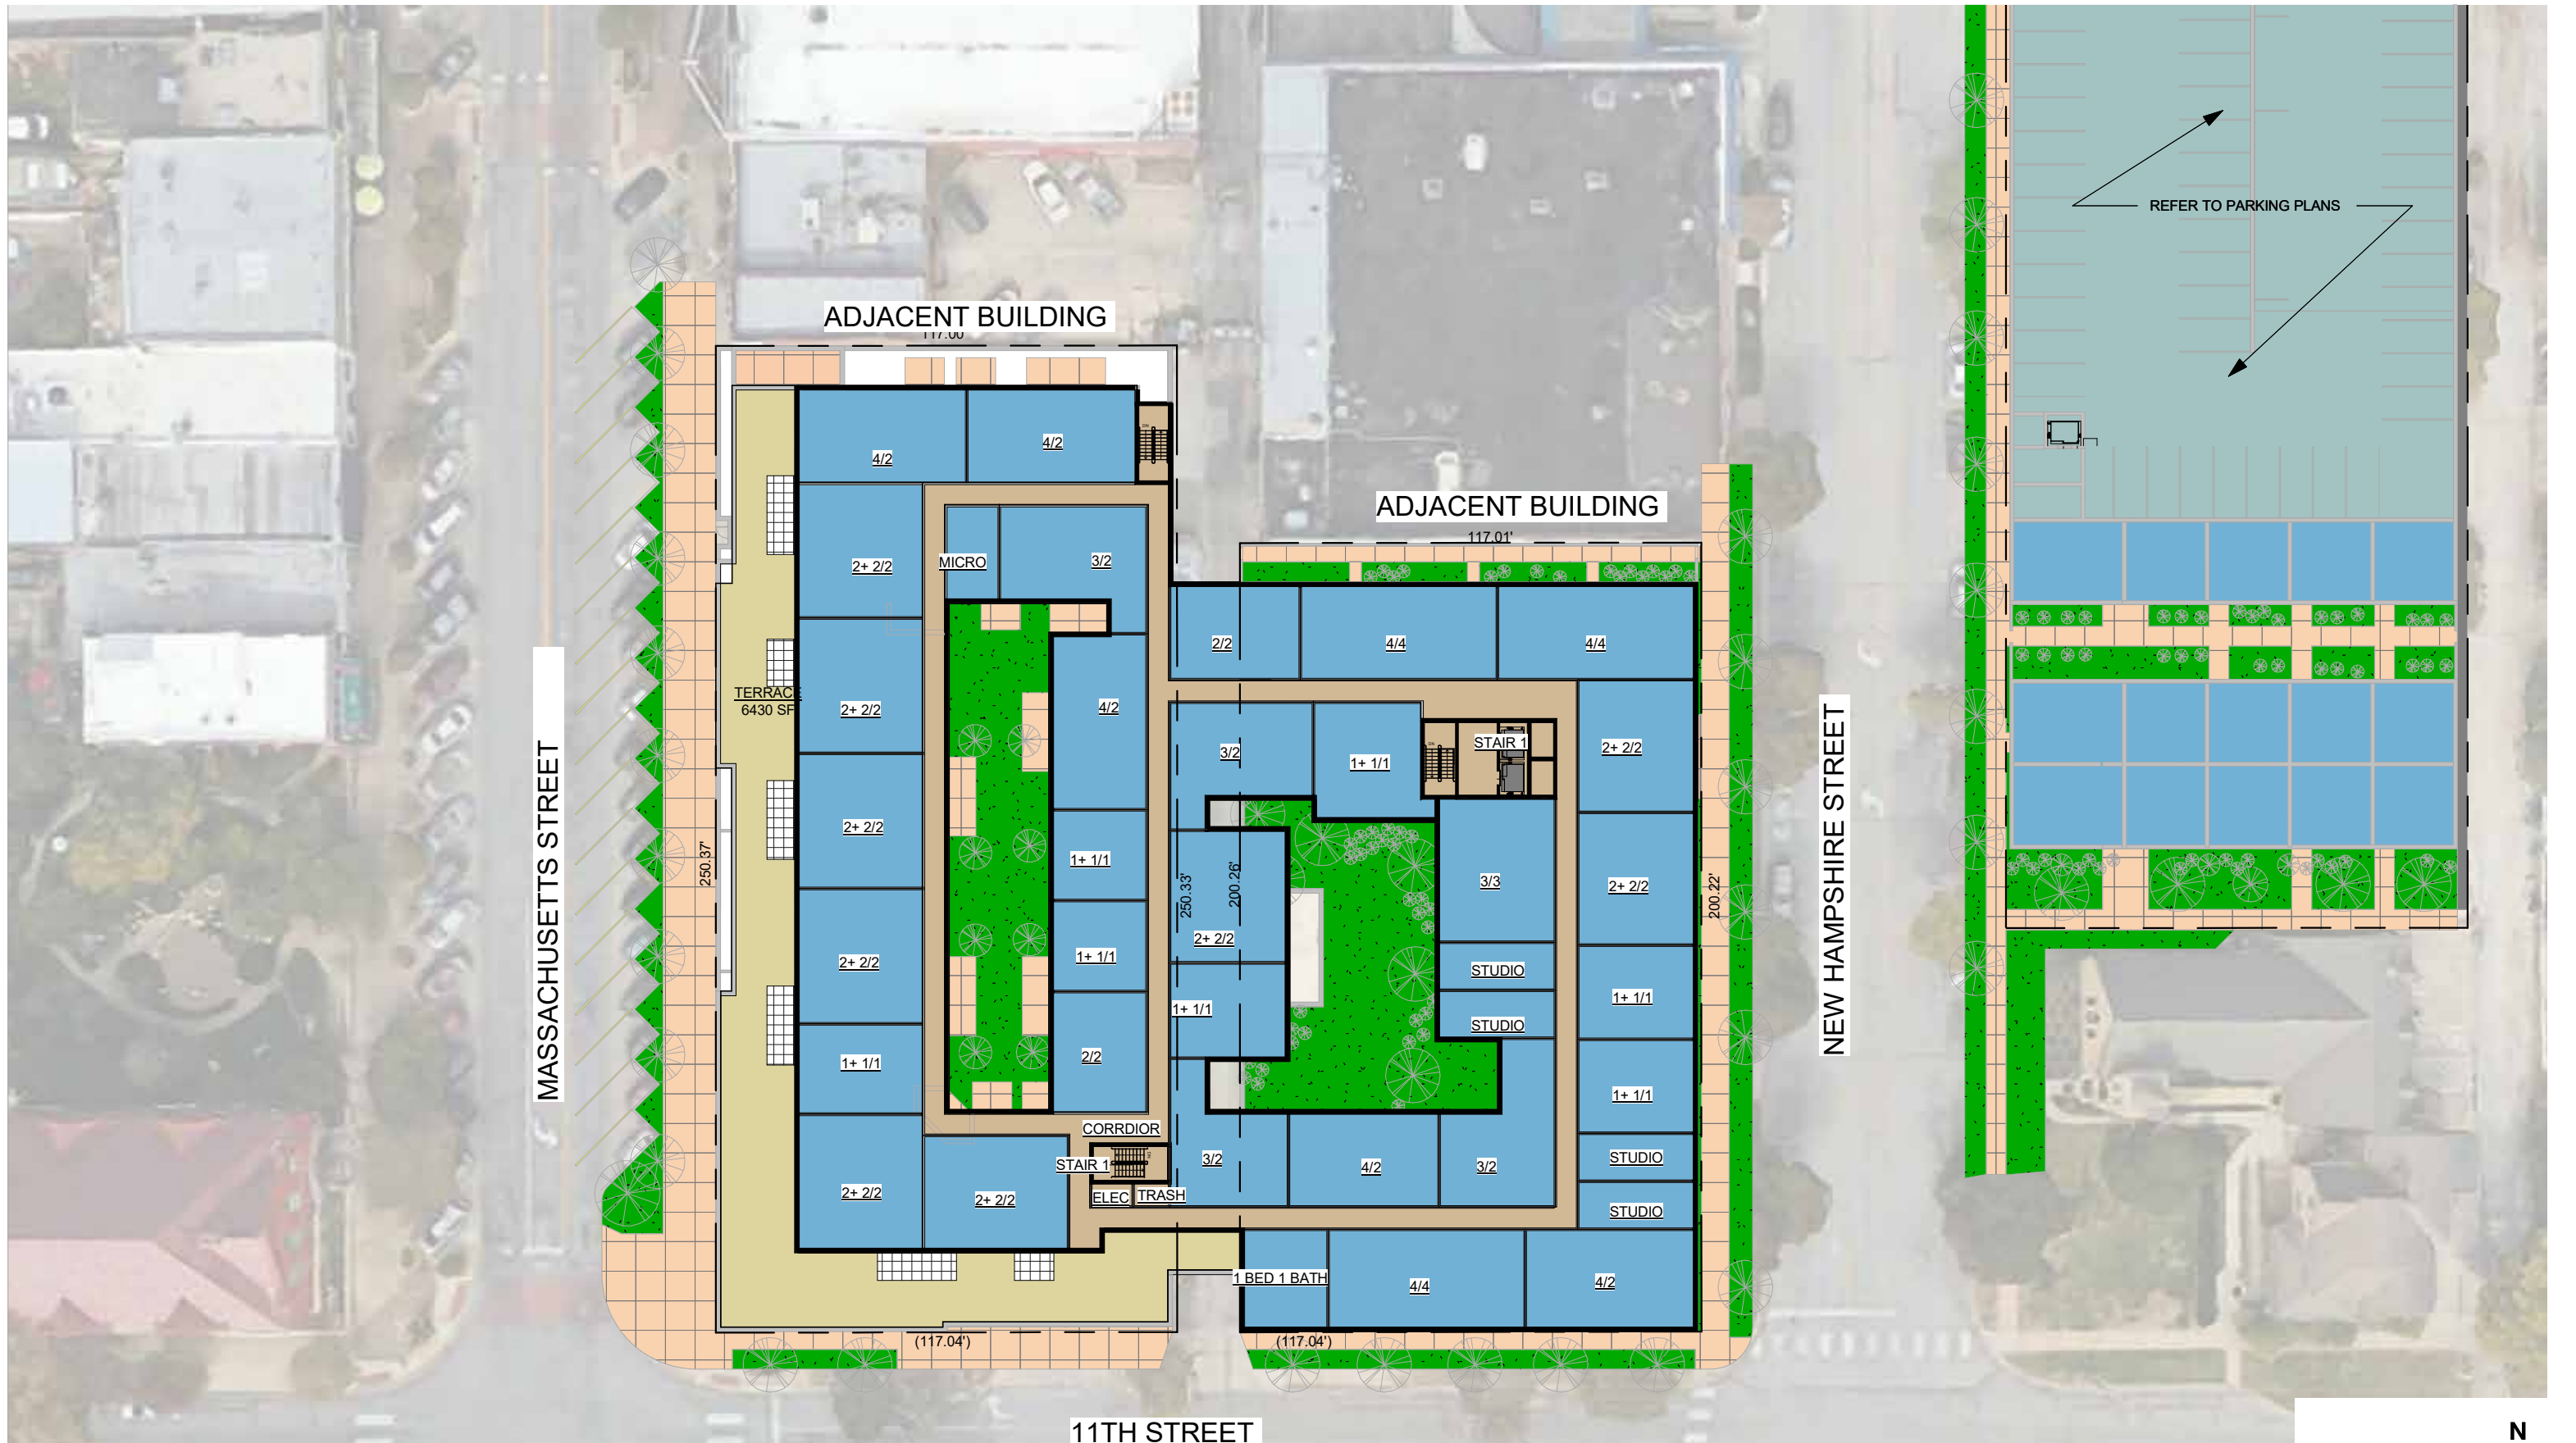 REFER TO PARKING PLANS
ADJACENT BUILDING
117.00
4/2
4/2
ADJACENT BUILDING
117.01'
2+ 2/2
MICRO
3/2
2/2
4/4
4/4
TERRACE
6430 SF
2+ 2/2
4/2
3/2
1+ 1/1
STAIR 1
2+ 2/2
2+ 2/2
1+ 1/1
250.37'
250.33'
200.26'
3/3
2+ 2/2
200.22'
2+ 2/2
1+ 1/1
2+ 2/2
STUDIO
1+ 1/1
1+ 1/1
2/2
1+ 1/1
STUDIO
1+ 1/1
MASSACHUSETTS STREET
NEW HAMPSHIRE STREET
CORRDIOR
STAIR 1
3/2
4/2
3/2
STUDIO
2+ 2/2
2+ 2/2
ELEC
TRASH
STUDIO
1 BED 1 BATH
4/4
4/2
(117.04')
(117.04')
11TH STREET
N